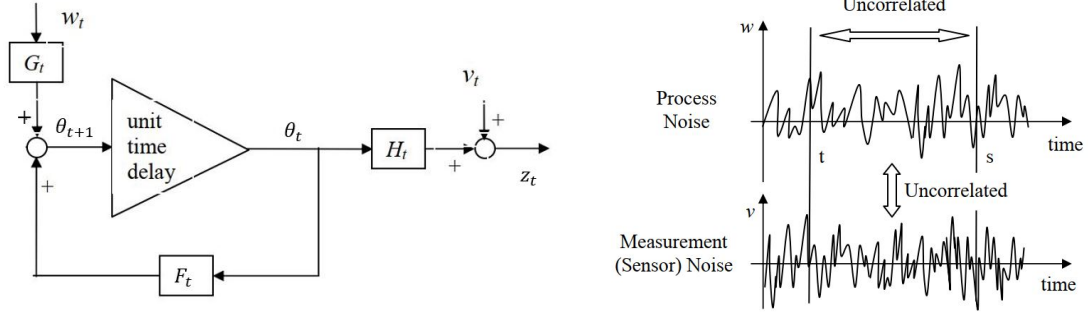 w_t
G_t
+
θ_{t+1}
+
unit
time
delay
θ_t
H_t
v_t
+
+
z_t
F_t
Uncorrelated
w
Process
Noise
time
t
s
Uncorrelated
v
Measurement
(Sensor) Noise
time